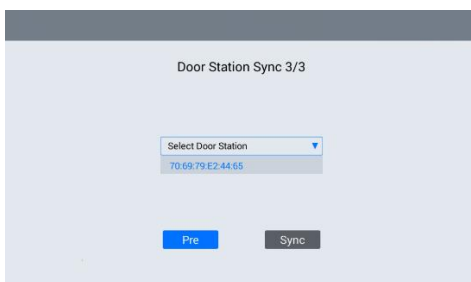 Door Station Sync 3/3
Select Door Station
70:69:79:E2:44:65
Pre
Sync